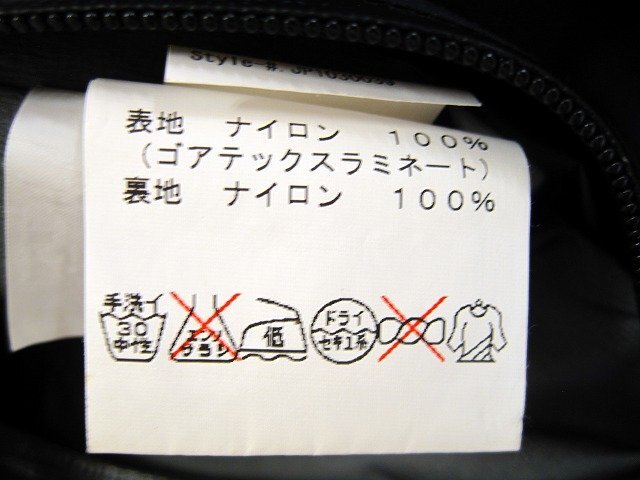 Style-#:
表地 ナイロン 100%
(ゴアテックスラミネート)
裏地 ナイロン 100%
手洗イ
30
中性
エンソ
サラシ
低
ドライ
セキユ系